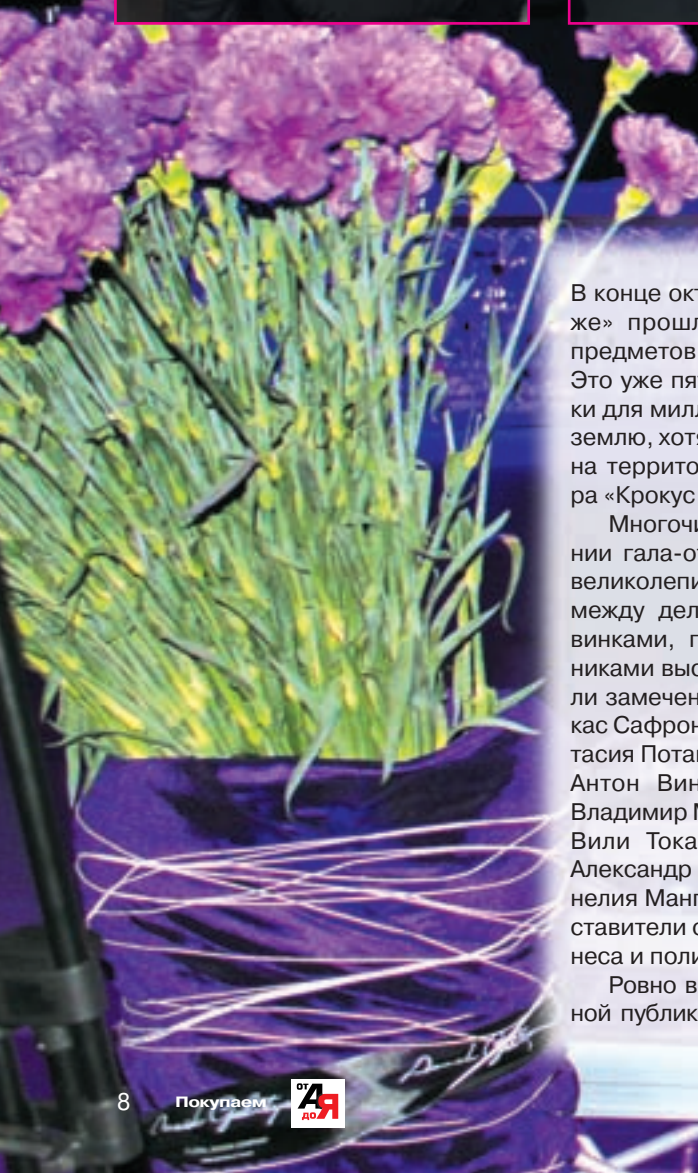 В конце окт
же» прошл
предметов
Это уже пя
ки для милл
землю, хотя
на террито
ра «Крокус
Многочи
нии гала-от
великолепи
между дел
винками, п
никами выс
ли замечен
кас Сафрон
тасия Пота
Антон Вин
Владимир М
Вили Тока
Александр
нелия Манг
ставители с
неса и поли
Ровно в
ной публик
8 Покупаем от А до Я